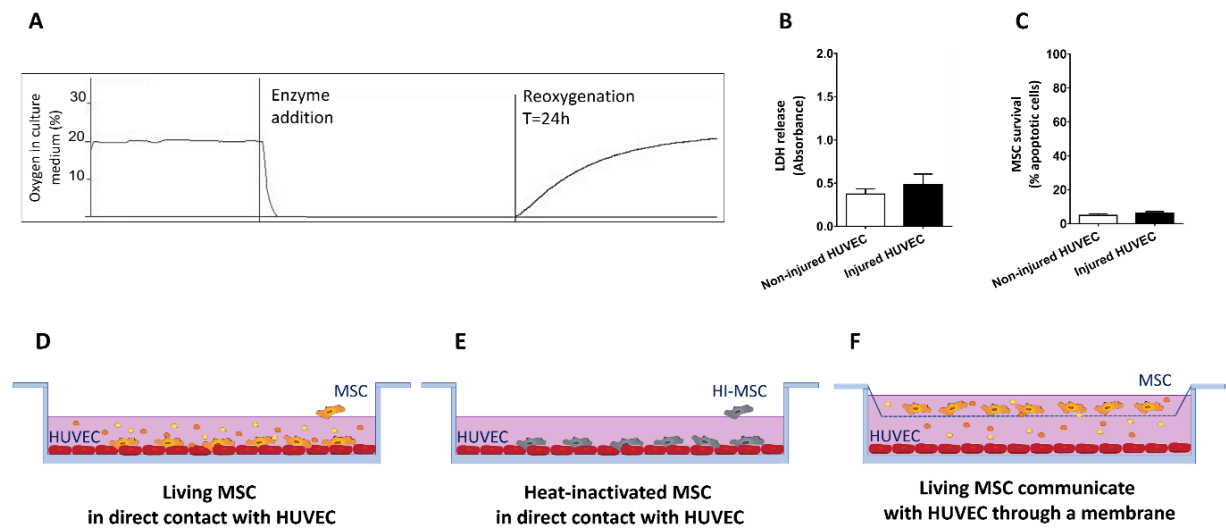 A
Oxygen in culture
medium (%)
30
20
10
Enzyme
addition
Reoxygenation
T=24h
B
LDH release
(Absorbance)
2.0
1.5
1.0
0.5
0.0
Non-injured HUVEC
Injured HUVEC
C
MSC survival
(% apoptotic cells)
100
80
60
40
20
0
Non-injured HUVEC
Injured HUVEC
D
MSC
HUVEC
Living MSC
in direct contact with HUVEC
E
HI-MSC
HUVEC
Heat-inactivated MSC
in direct contact with HUVEC
F
MSC
HUVEC
Living MSC communicate
with HUVEC through a membrane